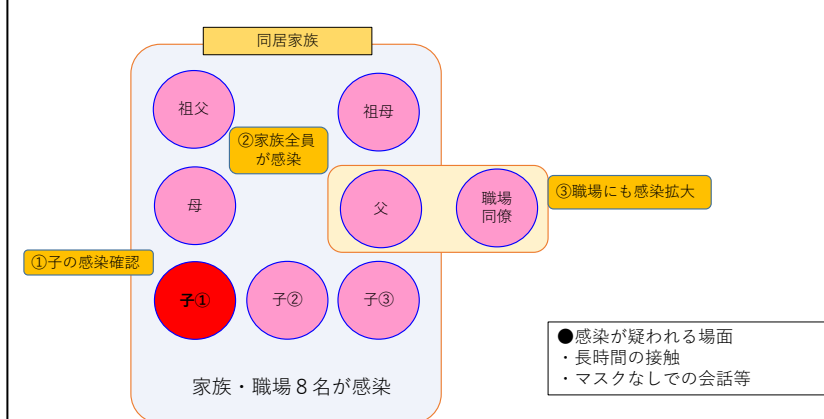 同居家族
祖父
祖母
②家族全員
が感染
母
父
職場
同僚
③職場にも感染拡大
①子の感染確認
子①
子②
子③
家族・職場８名が感染
●感染が疑われる場面
・長時間の接触
・マスクなしでの会話等